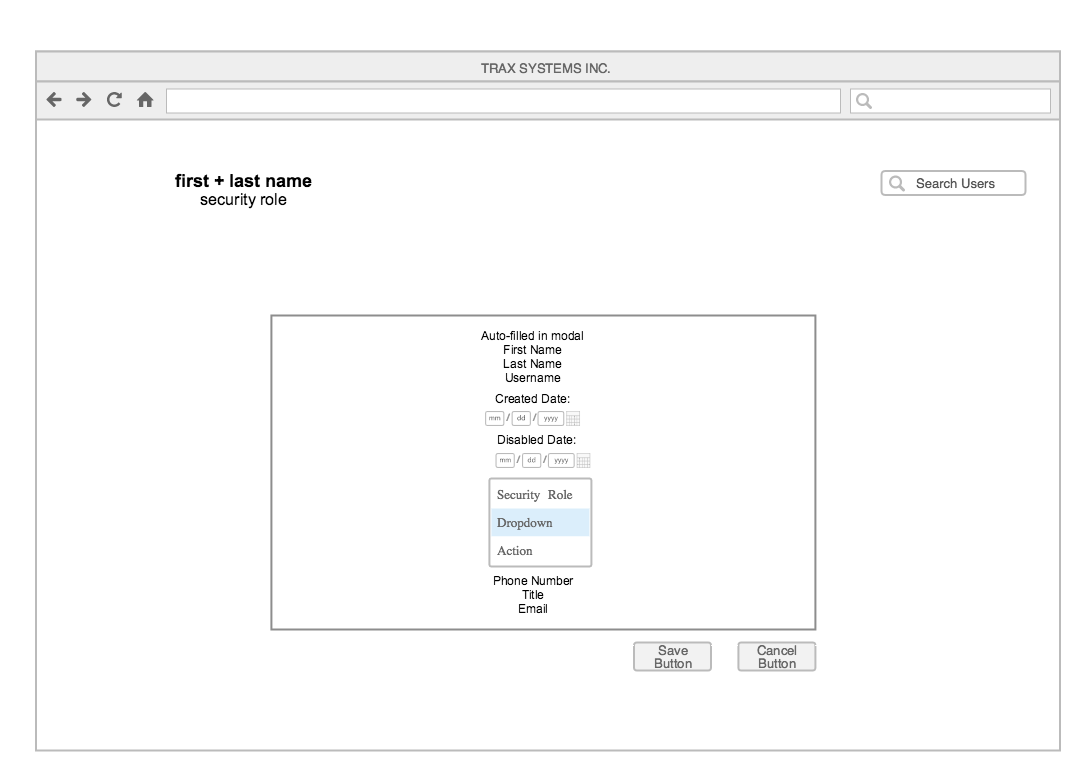 TRAX SYSTEMS INC.
first + last name
security role
Search Users
Auto-filled in modal
First Name
Last Name
Username
Created Date:
mm / dd / yyyy
Disabled Date:
mm / dd / yyyy
Security Role
Dropdown
Action
Phone Number
Title
Email
Save
Button
Cancel
Button